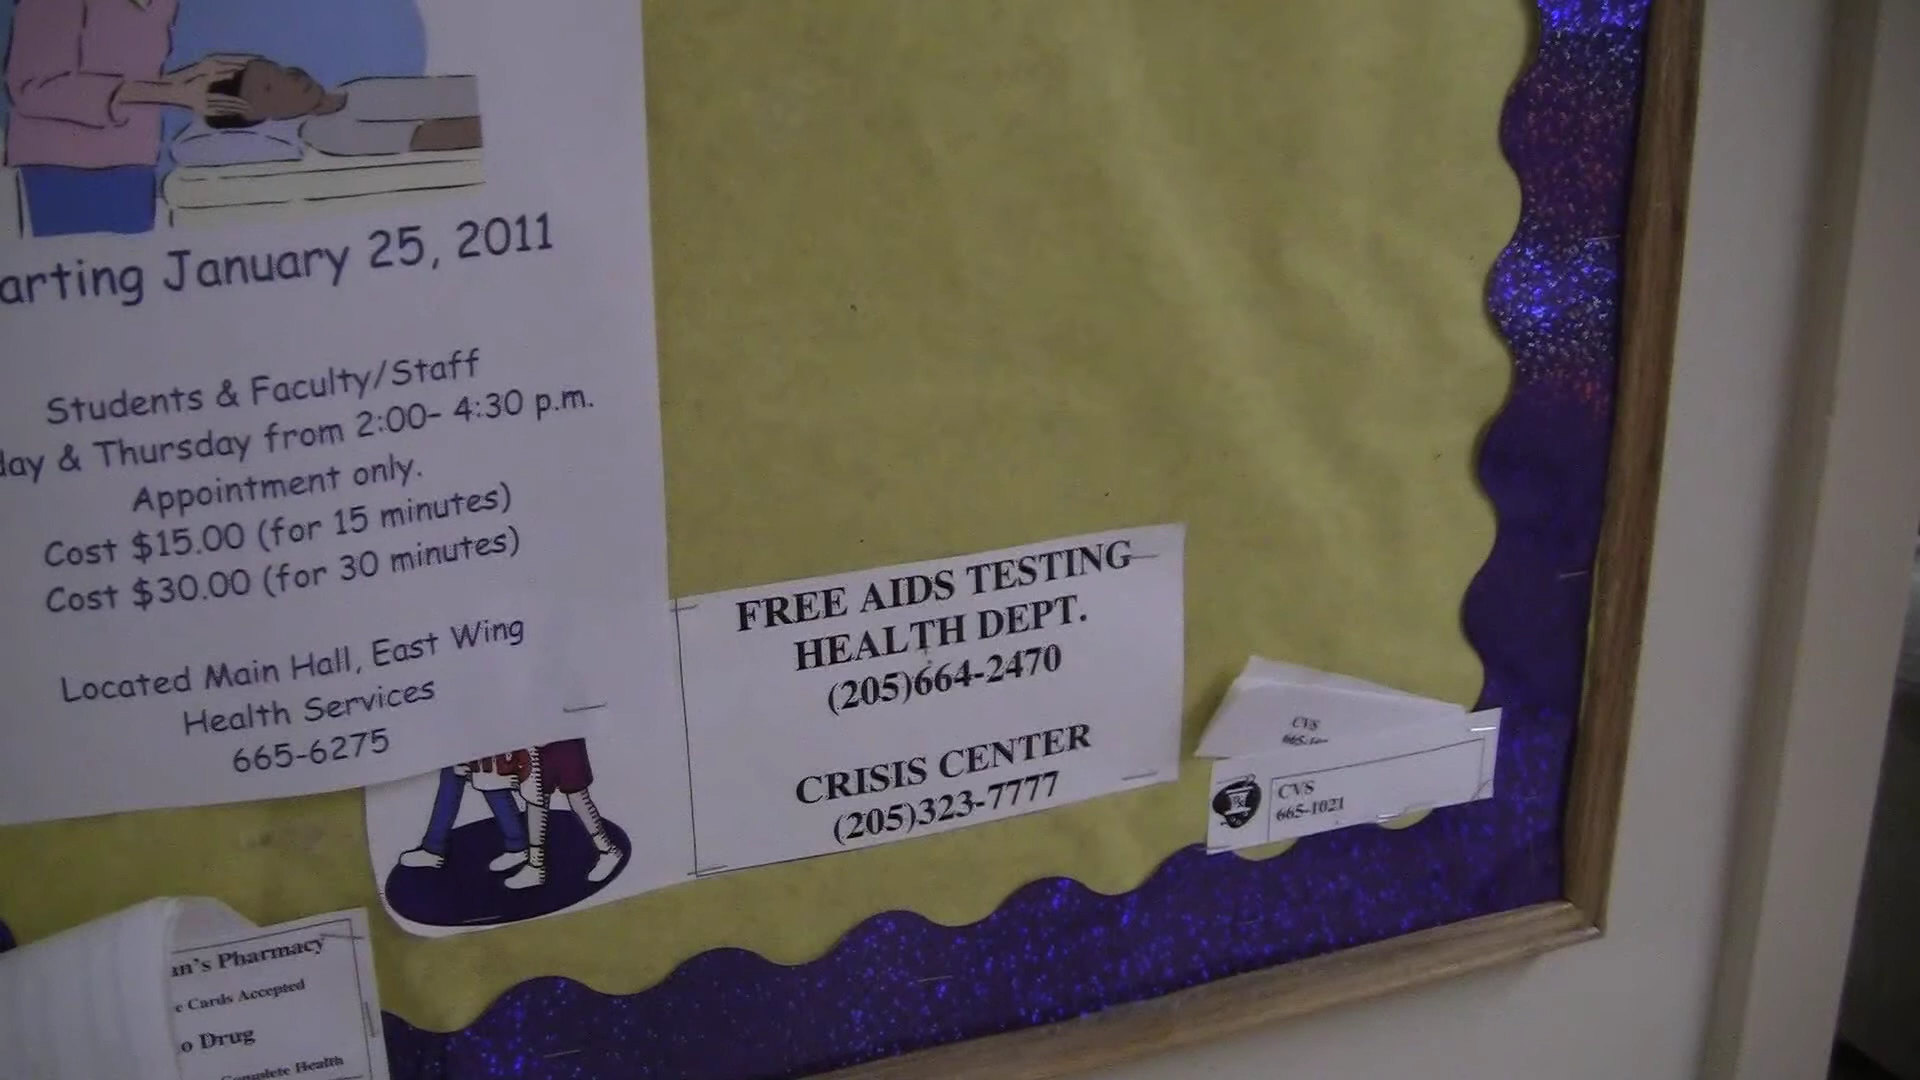 arting January 25, 2011
Students & Faculty/Staff
day & Thursday from 2:00- 4:30 p.m.
Appointment only.
Cost $15.00 (for 15 minutes)
Cost $30.00 (for 30 minutes)
Located Main Hall, East Wing
Health Services
665-6275
FREE AIDS TESTING
HEALTH DEPT.
(205)664-2470
CRISIS CENTER
(205)323-7777
CVS
CVS
665-1021
an's Pharmacy
e Cards Accepted
o Drug
Complete Health